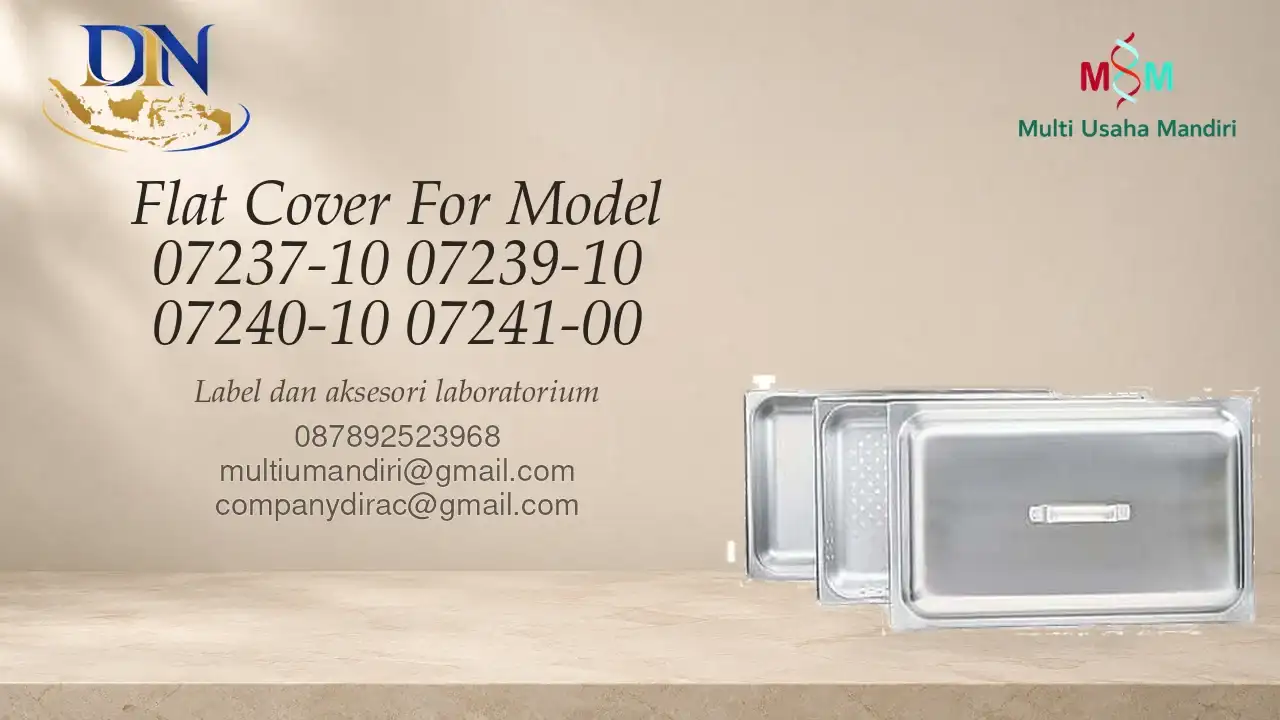 DIN
MSM
Multi Usaha Mandiri
Flat Cover For Model
07237-10 07239-10
07240-10 07241-00
Label dan aksesori laboratorium
087892523968
multiumandiri@gmail.com
companydirac@gmail.com